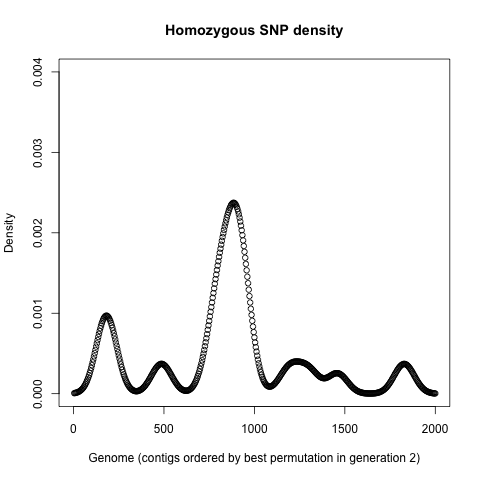 Homozygous SNP density
0.004
0.003
0.002
0.001
0.000
Density
0 500 1000 1500 2000
Genome (contigs ordered by best permutation in generation 2)